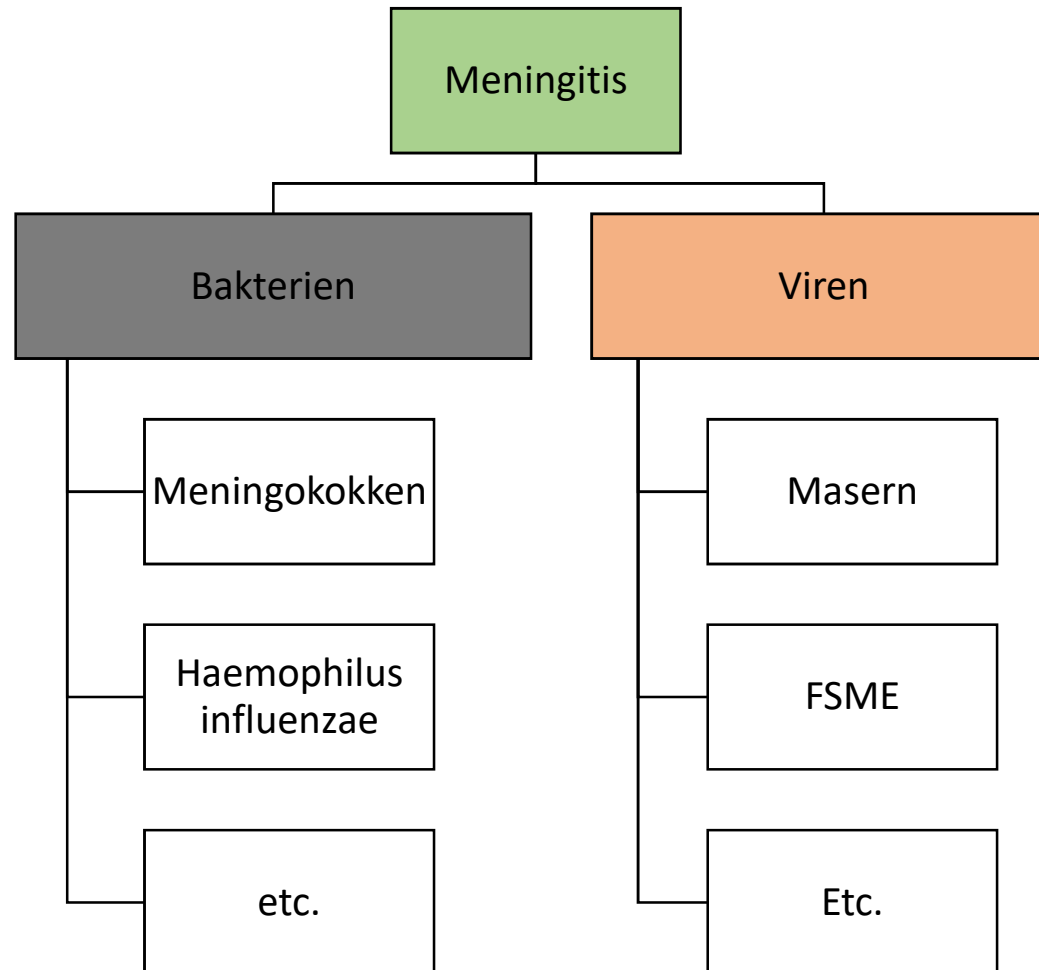 Meningitis
Bakterien
Viren
Meningokokken
Masern
Haemophilus
influenzae
FSME
etc.
Etc.